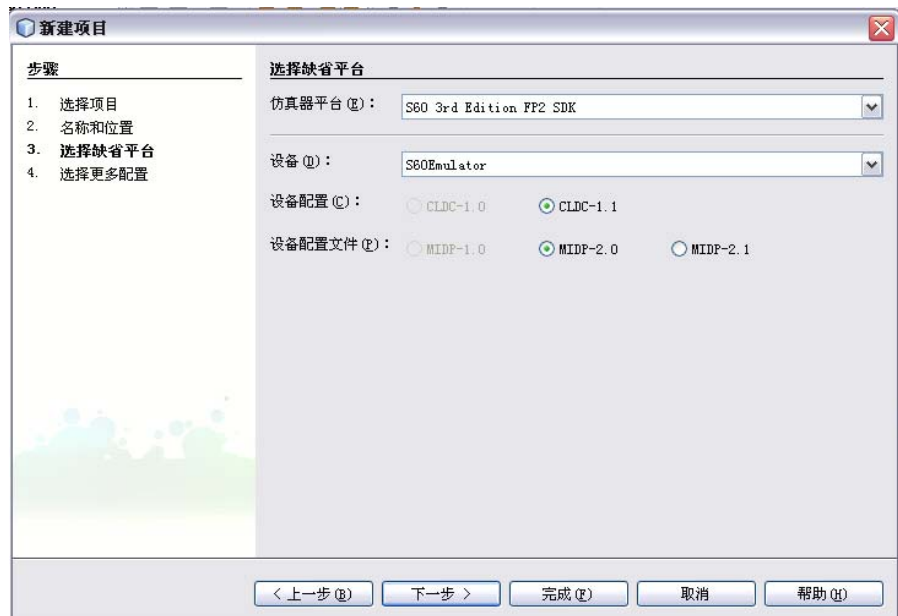 新建项目
步骤
1. 选择项目
2. 名称和位置
3. 选择缺省平台
4. 选择更多配置
选择缺省平台
仿真器平台(E)： S60 3rd Edition FP2 SDK
设备(D)： S60Emulator
设备配置(C)： CLDC-1.0 CLDC-1.1
设备配置文件(P)： MIDP-1.0 MIDP-2.0 MIDP-2.1
< 上一步(B) 下一步 > 完成(F) 取消 帮助(H)